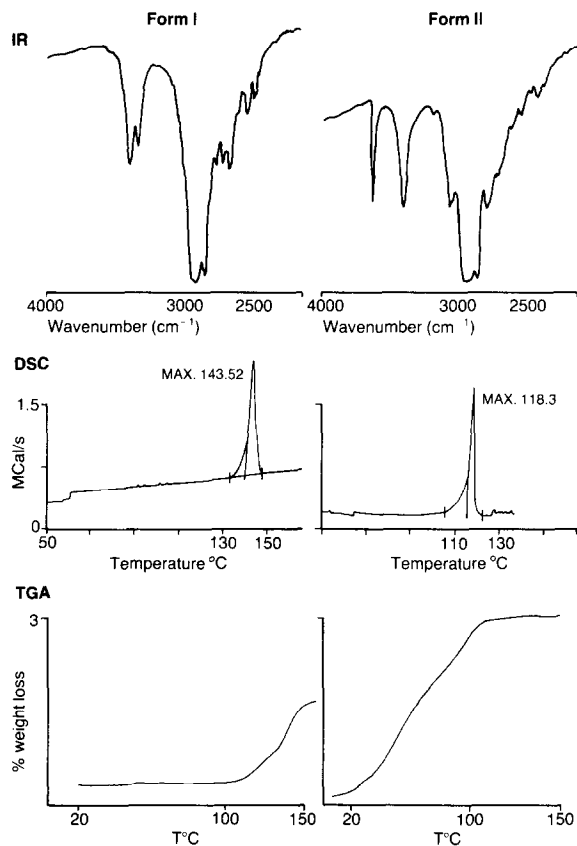 Form I
Form II
IR
4000 3000 2500
Wavenumber (cm⁻¹)
4000 3000 2500
Wavenumber (cm⁻¹)
DSC
MAX. 143.52
MAX. 118.3
1.5
0
MCal/s
50 130 150
Temperature °C
110 130
Temperature °C
TGA
3
0
% weight loss
20 100 150
T°C
20 100 150
T°C